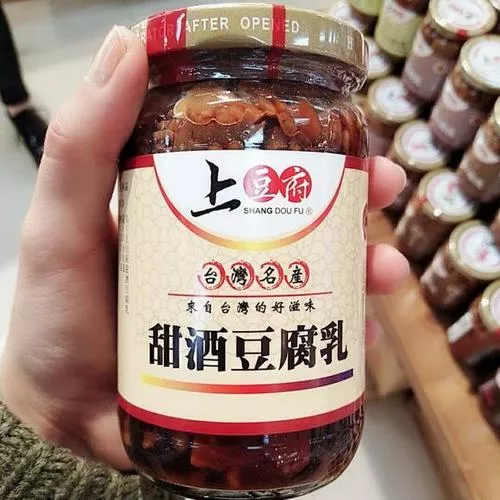 AFTER OPENED
上豆府
SHANG DOU FU®
台灣名產
來自台灣的好滋味
甜酒豆腐乳